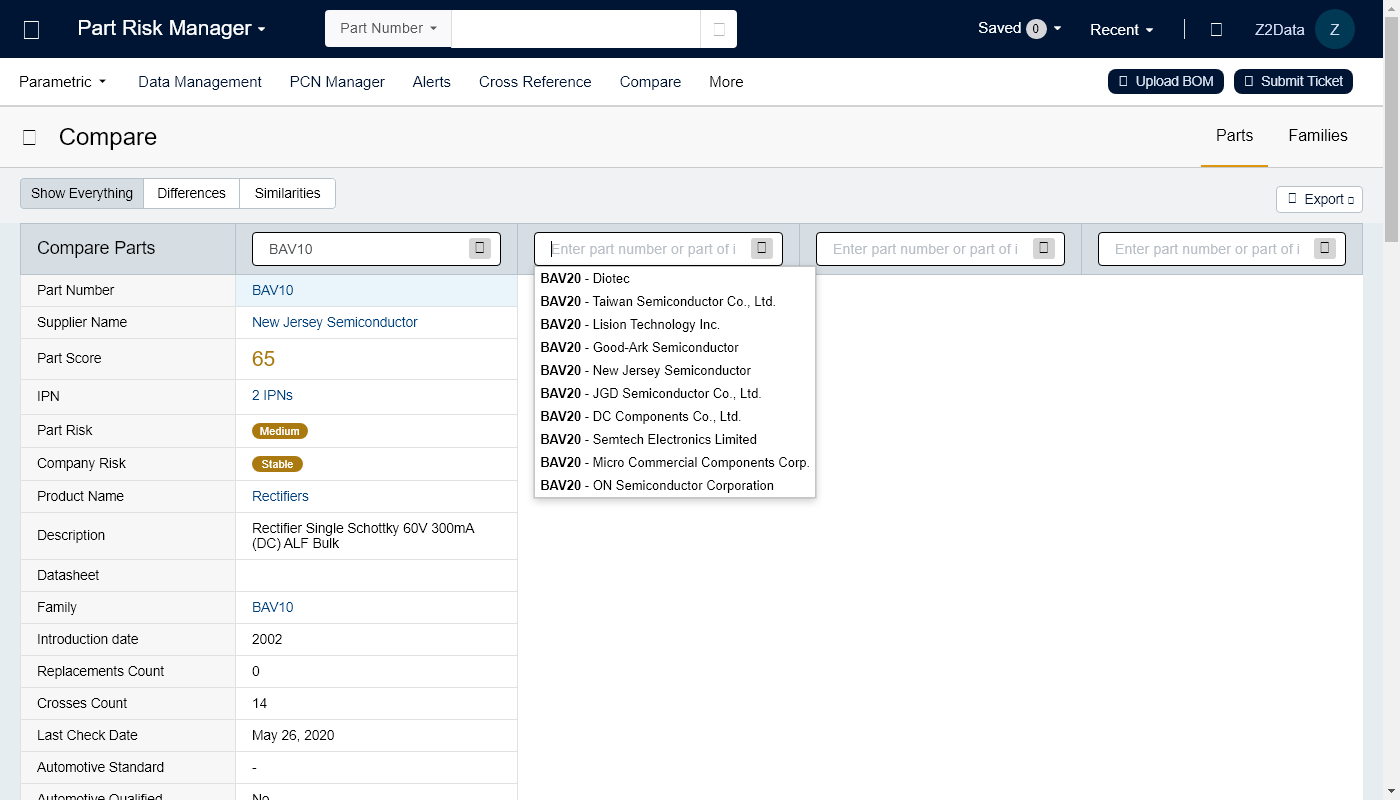 Part Risk Manager
Part Number
Saved 0
Recent
Z2Data
Z
Parametric
Data Management
PCN Manager
Alerts
Cross Reference
Compare
More
Upload BOM
Submit Ticket
Compare
Parts
Families
Show Everything
Differences
Similarities
Export
Compare Parts
BAV10
Enter part number or part of i
Enter part number or part of i
Enter part number or part of i
BAV20 - Diotec
BAV20 - Taiwan Semiconductor Co., Ltd.
BAV20 - Lision Technology Inc.
BAV20 - Good-Ark Semiconductor
BAV20 - New Jersey Semiconductor
BAV20 - JGD Semiconductor Co., Ltd.
BAV20 - DC Components Co., Ltd.
BAV20 - Semtech Electronics Limited
BAV20 - Micro Commercial Components Corp.
BAV20 - ON Semiconductor Corporation
Part Number
BAV10
Supplier Name
New Jersey Semiconductor
Part Score
65
IPN
2 IPNs
Part Risk
Medium
Company Risk
Stable
Product Name
Rectifiers
Description
Rectifier Single Schottky 60V 300mA
(DC) ALF Bulk
Datasheet
Family
BAV10
Introduction date
2002
Replacements Count
0
Crosses Count
14
Last Check Date
May 26, 2020
Automotive Standard
-
Automotive Qualified
No